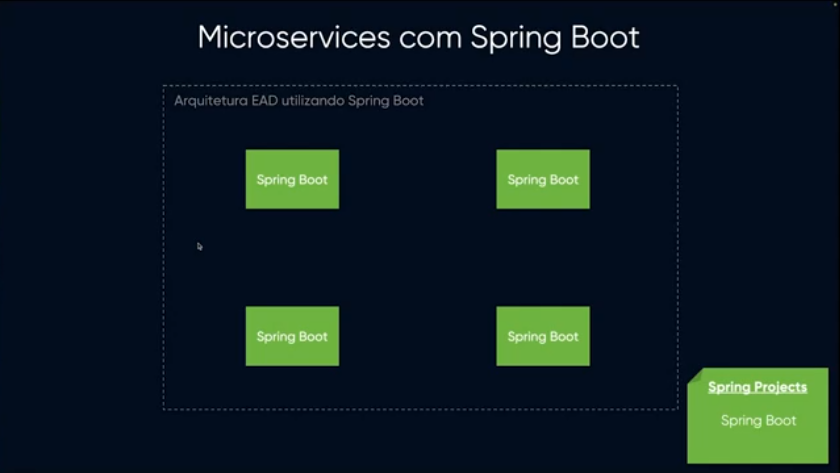 Microservices com Spring Boot
Arquitetura EAD utilizando Spring Boot
Spring Boot
Spring Boot
Spring Boot
Spring Boot
Spring Projects
Spring Boot